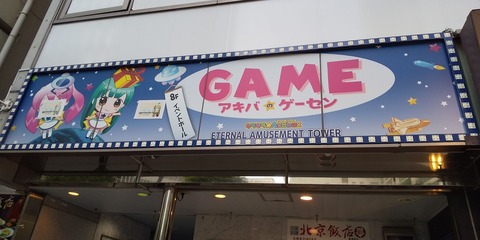 GAME
アキバ の ゲーセン
8F イベントホール
ETERNAL AMUSEMENT TOWER
北京飯店